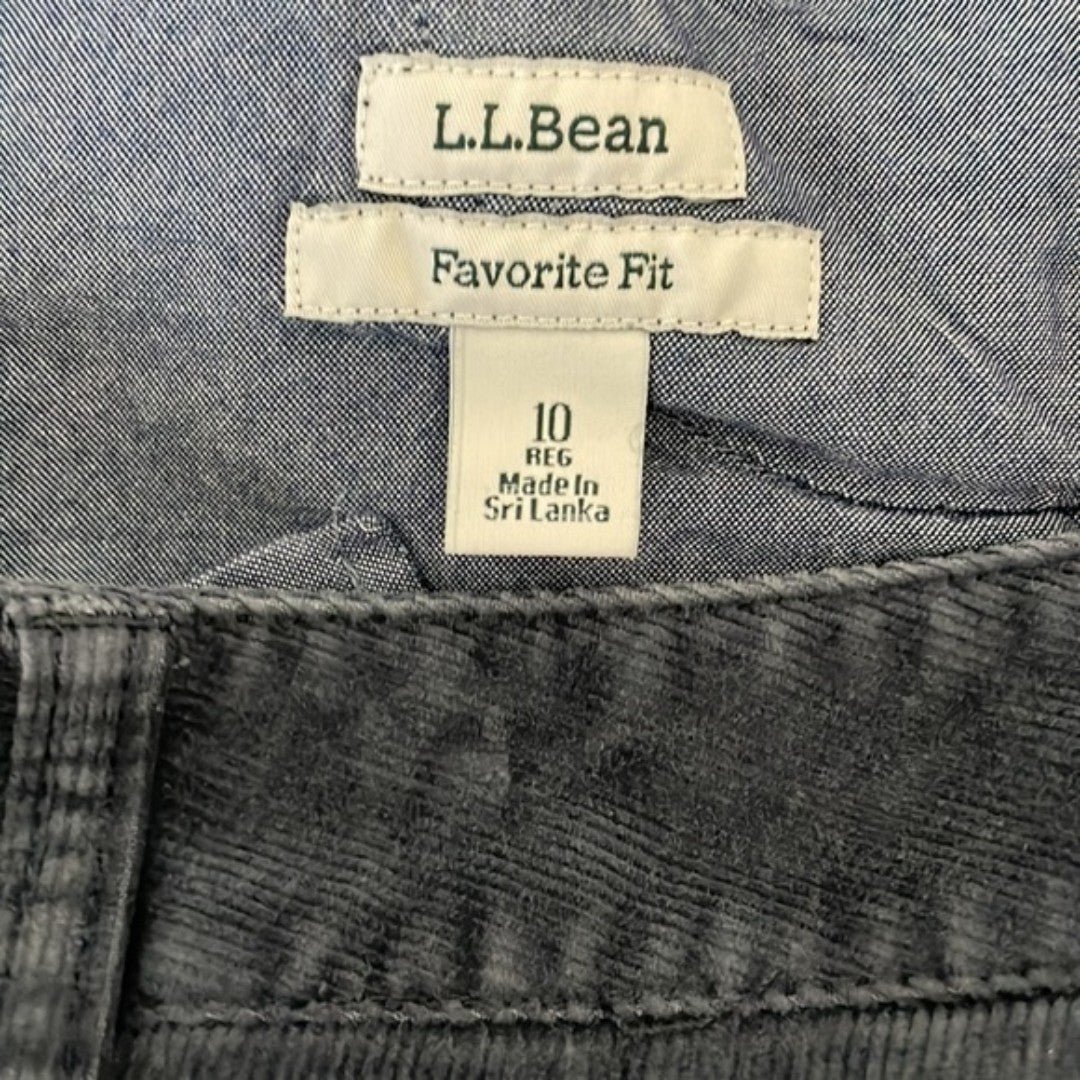 L.L.Bean
Favorite Fit
10
REG
Made In
Sri Lanka